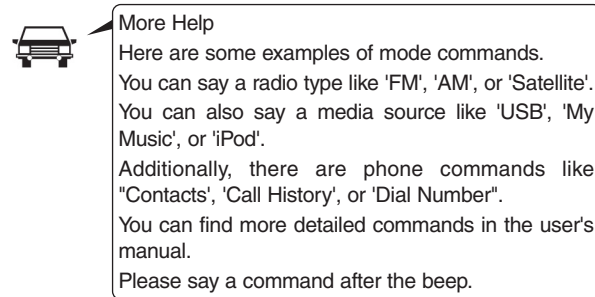 More Help
Here are some examples of mode commands.
You can say a radio type like 'FM', 'AM', or 'Satellite'.
You can also say a media source like 'USB', 'My
Music', or 'iPod'.
Additionally, there are phone commands like
"Contacts', 'Call History', or 'Dial Number".
You can find more detailed commands in the user's
manual.
Please say a command after the beep.